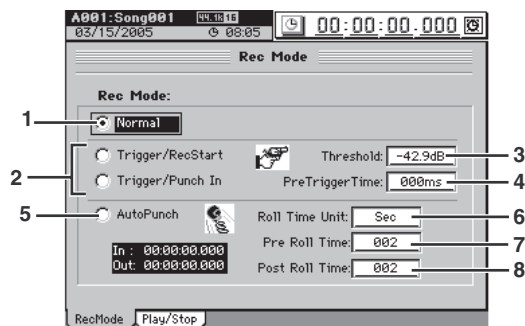 A001:Song001 44.1k 16 00:00:00.000
03/15/2005 08:05
Rec Mode
Rec Mode:
1 Normal
2 Trigger/RecStart Threshold: -42.9dB 3
Trigger/Punch In PreTriggerTime: 000ms 4
5 AutoPunch Roll Time Unit: Sec 6
In : 00:00:00.000 Pre Roll Time: 002 7
Out: 00:00:00.000 Post Roll Time: 002 8
RecMode Play/Stop